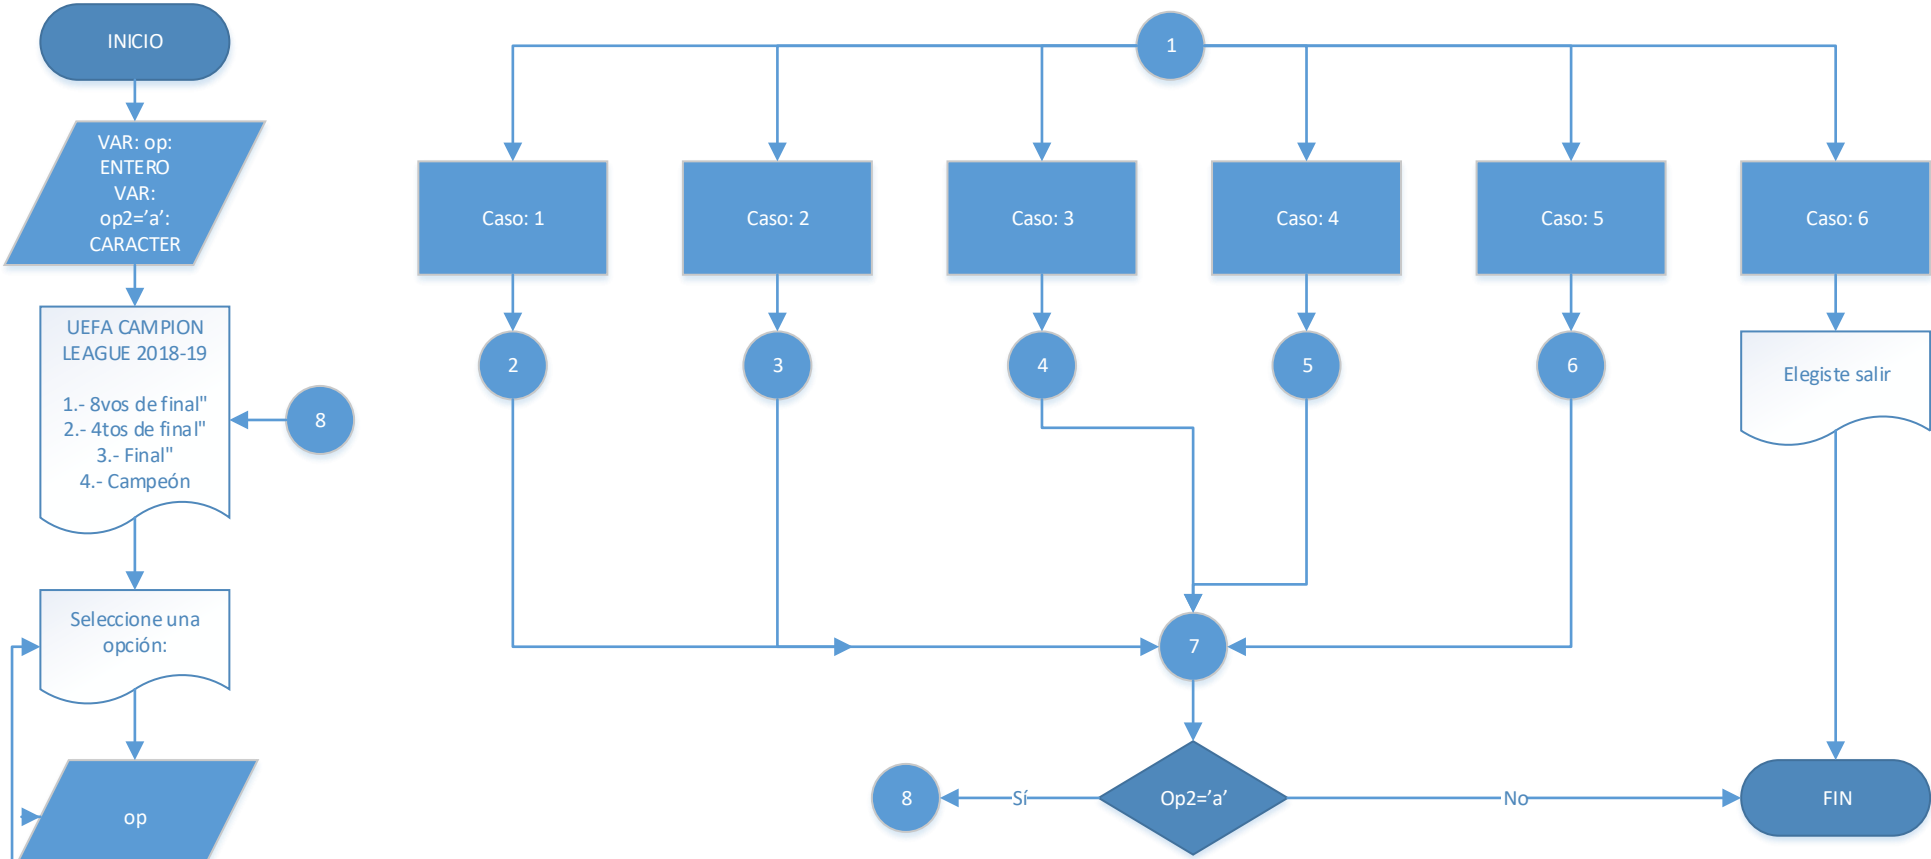 INICIO
VAR: op:
ENTERO
VAR:
op2='a':
CARACTER
UEFA CAMPION
LEAGUE 2018-19
1.- 8vos de final"
2.- 4tos de final"
3.- Final"
4.- Campeón
8
Seleccione una
opción:
op
1
Caso: 1
Caso: 2
Caso: 3
Caso: 4
Caso: 5
Caso: 6
2
3
4
5
6
Elegiste salir
7
8
Sí
Op2='a'
No
FIN